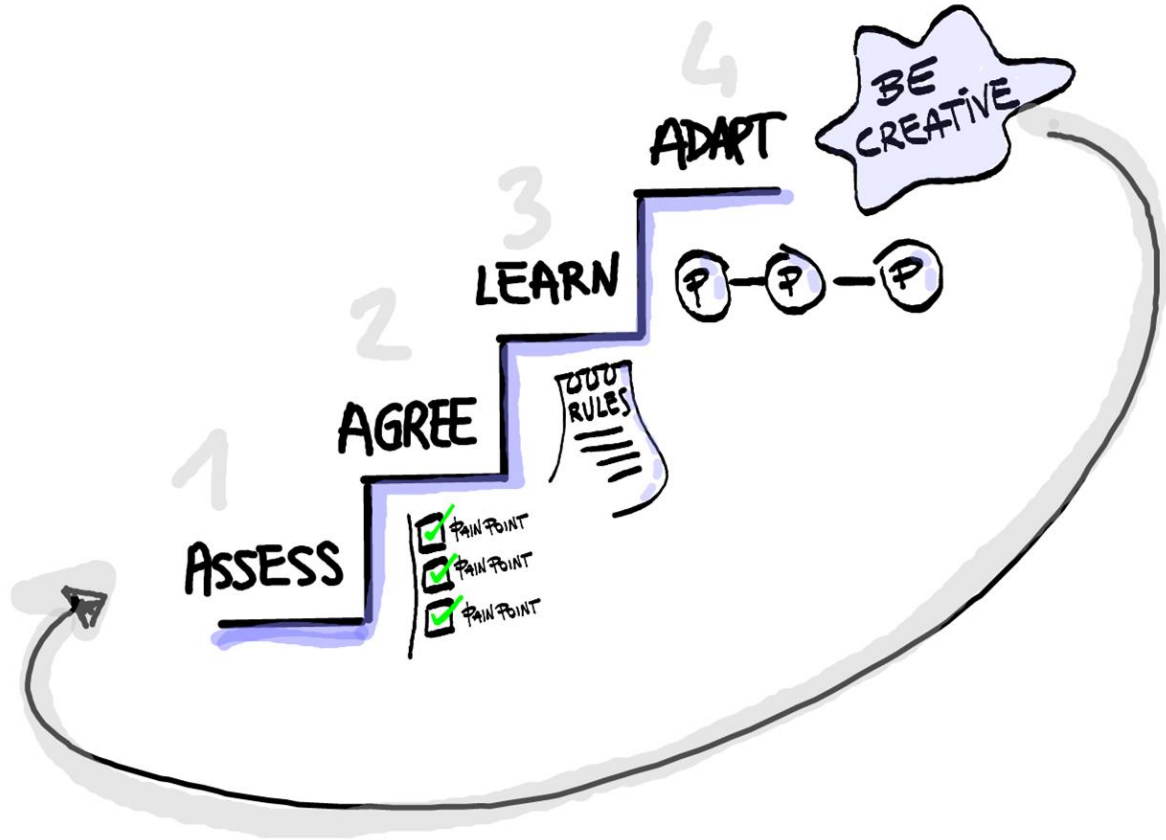 1
ASSESS
2
AGREE
3
LEARN
4
ADAPT
BE
CREATIVE
P P P
RULES
PAIN POINT
PAIN POINT
PAIN POINT